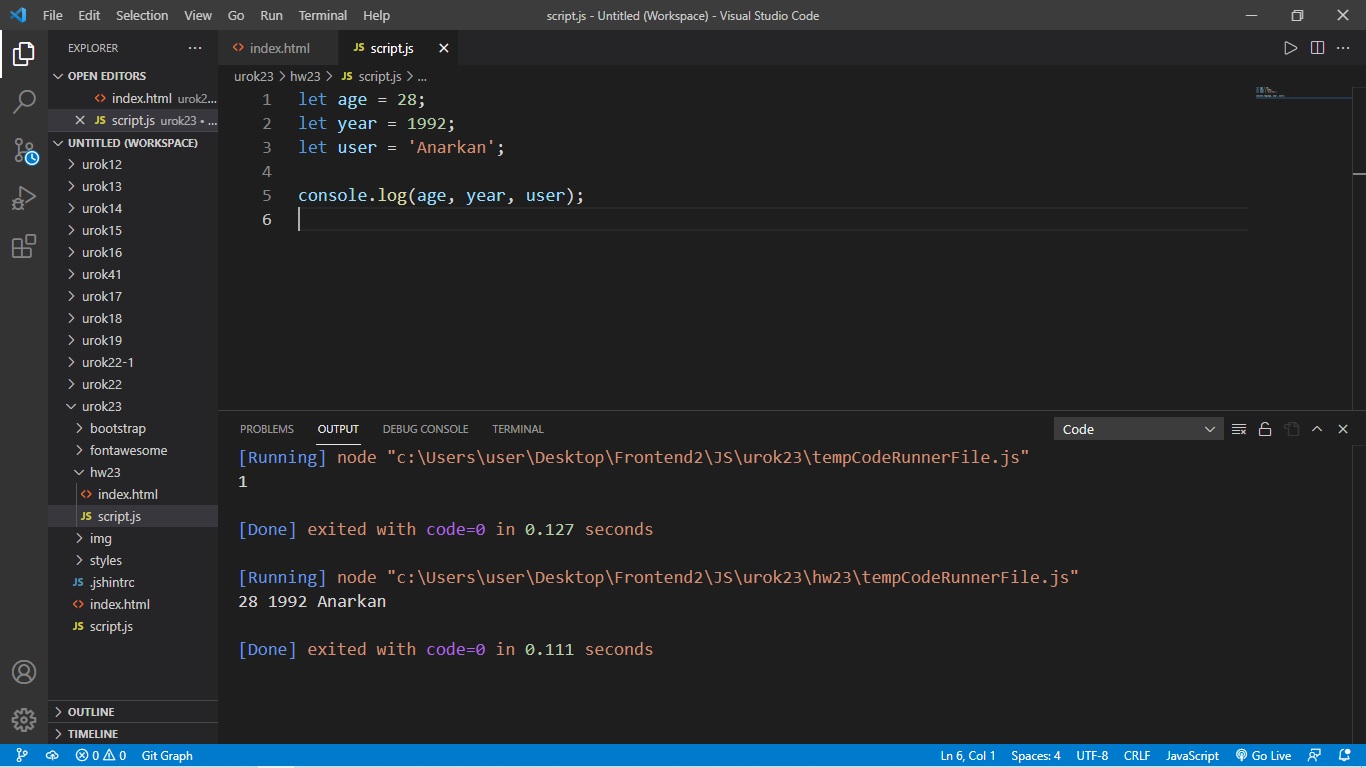 File Edit Selection View Go Run Terminal Help script.js - Untitled (Workspace) - Visual Studio Code
EXPLORER ···
OPEN EDITORS
index.html urok2...
JS script.js urok23 • ...
UNTITLED (WORKSPACE)
urok12
urok13
urok14
urok15
urok16
urok41
urok17
urok18
urok19
urok22-1
urok22
urok23
bootstrap
fontawesome
hw23
index.html
JS script.js
img
styles
JS .jshintrc
index.html
JS script.js
OUTLINE
TIMELINE
index.html JS script.js
urok23 > hw23 > JS script.js > ...
1 let age = 28;
2 let year = 1992;
3 let user = 'Anarkan';
4
5 console.log(age, year, user);
6
PROBLEMS OUTPUT DEBUG CONSOLE TERMINAL Code
[Running] node "c:\Users\user\Desktop\Frontend2\JS\urok23\tempCodeRunnerFile.js"
1
[Done] exited with code=0 in 0.127 seconds
[Running] node "c:\Users\user\Desktop\Frontend2\JS\urok23\hw23\tempCodeRunnerFile.js"
28 1992 Anarkan
[Done] exited with code=0 in 0.111 seconds
0 0 Git Graph Ln 6, Col 1 Spaces: 4 UTF-8 CRLF JavaScript Go Live